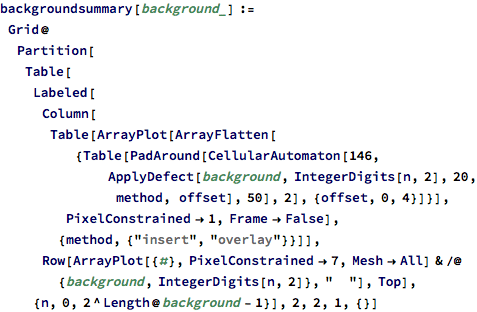 backgroundsummary[background_] :=
Grid@
Partition[
Table[
Labeled[
Column[
Table[ArrayPlot[ArrayFlatten[
{Table[PadAround[CellularAutomaton[146,
ApplyDefect[background, IntegerDigits[n, 2], 20,
method, offset], 50], 2], {offset, 0, 4}]}],
PixelConstrained → 1, Frame → False],
{method, {"insert", "overlay"}}]],
Row[ArrayPlot[{#}, PixelConstrained → 7, Mesh → All] & /@
{background, IntegerDigits[n, 2]}, "  "], Top],
{n, 0, 2 ^ Length@background - 1}], 2, 2, 1, {}]